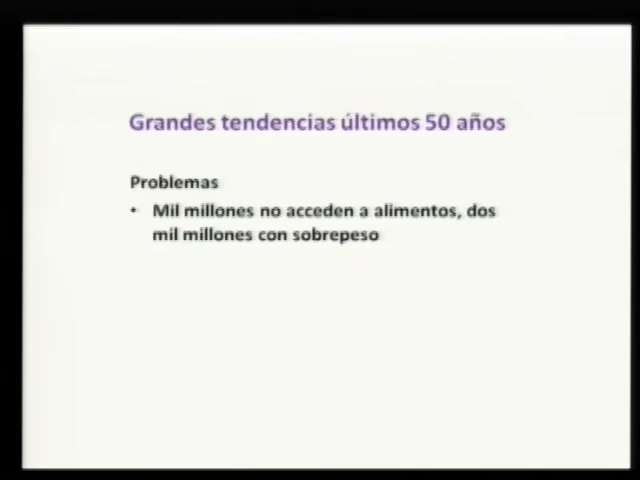 Grandes tendencias últimos 50 años
Problemas
• Mil millones no acceden a alimentos, dos
mil millones con sobrepeso